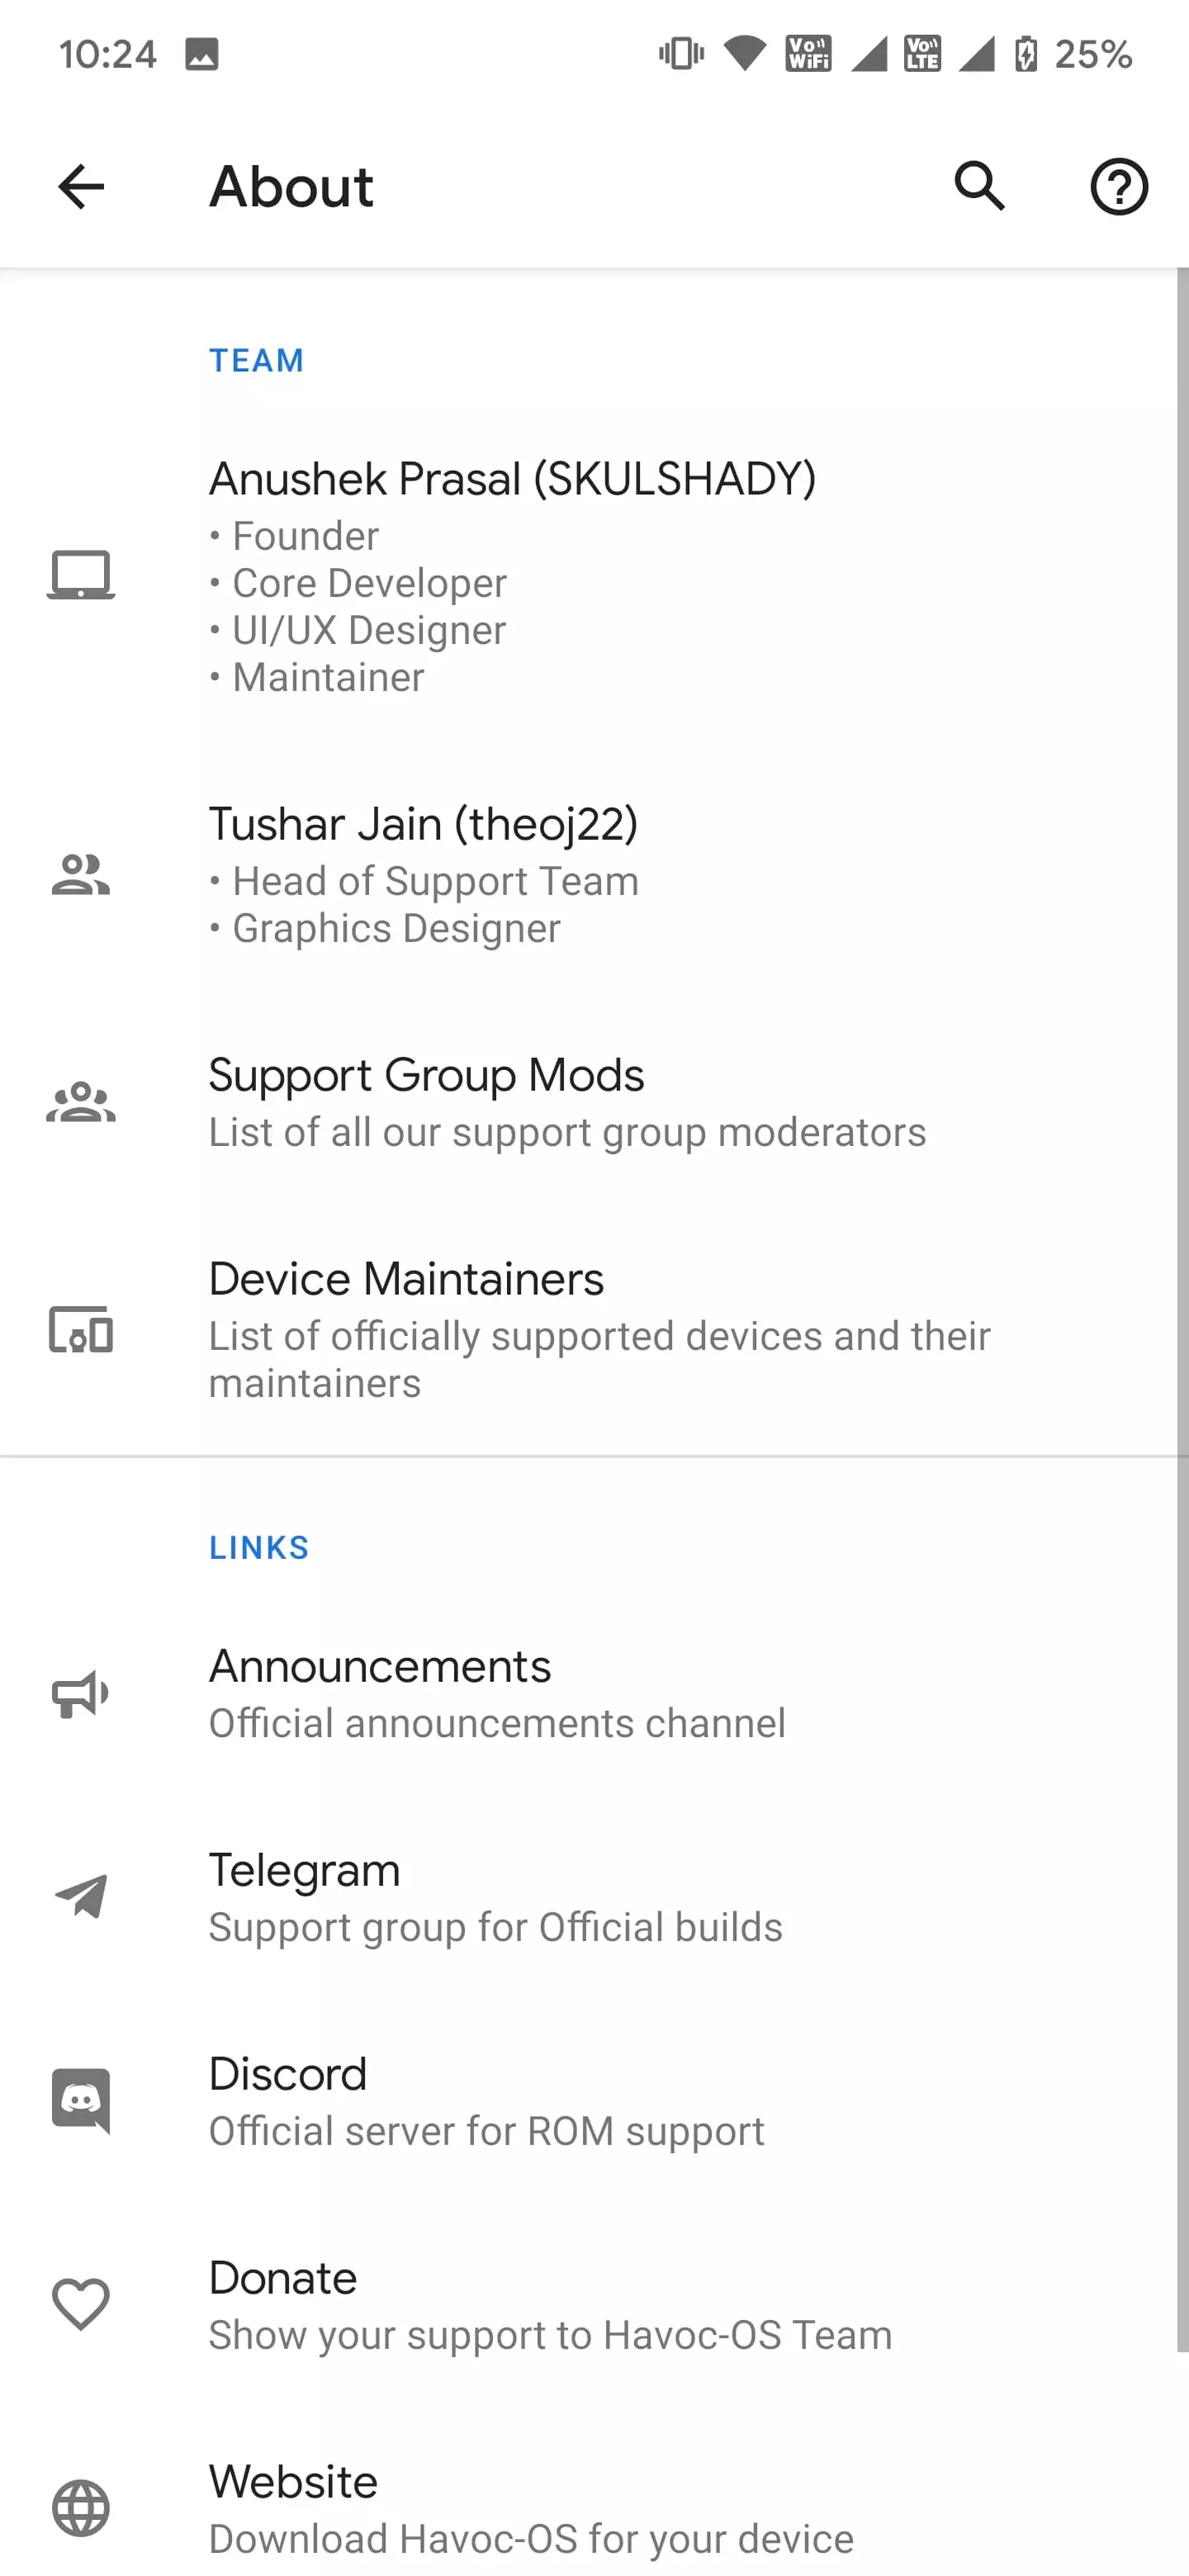 10:24
Vo WiFi
Vo LTE
25%
About
TEAM
Anushek Prasal (SKULSHADY)
• Founder
• Core Developer
• UI/UX Designer
• Maintainer
Tushar Jain (theoj22)
• Head of Support Team
• Graphics Designer
Support Group Mods
List of all our support group moderators
Device Maintainers
List of officially supported devices and their
maintainers
LINKS
Announcements
Official announcements channel
Telegram
Support group for Official builds
Discord
Official server for ROM support
Donate
Show your support to Havoc-OS Team
Website
Download Havoc-OS for your device